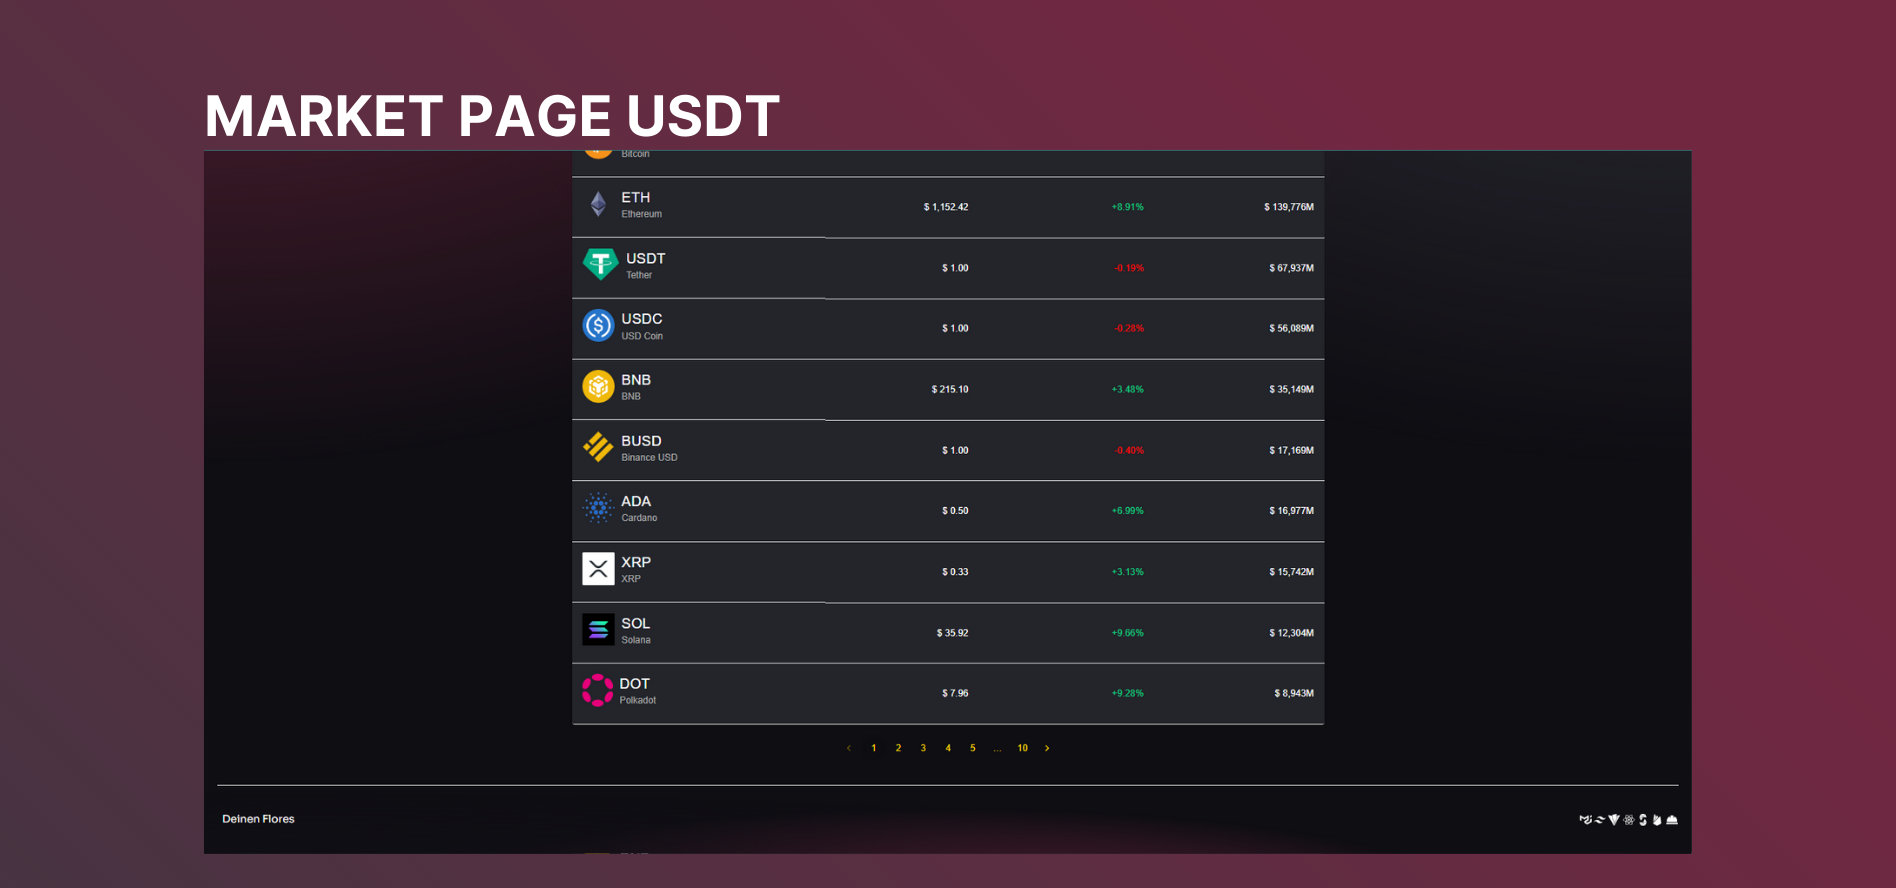 MARKET PAGE USDT
Bitcoin
ETH
Ethereum
$ 1,152.42
+8.91%
$ 139,776M
USDT
Tether
$ 1.00
-0.19%
$ 67,937M
USDC
USD Coin
$ 1.00
-0.28%
$ 56,089M
BNB
BNB
$ 215.10
+3.48%
$ 35,149M
BUSD
Binance USD
$ 1.00
-0.40%
$ 17,169M
ADA
Cardano
$ 0.50
+6.99%
$ 16,977M
XRP
XRP
$ 0.33
+3.13%
$ 15,742M
SOL
Solana
$ 35.92
+9.66%
$ 12,304M
DOT
Polkadot
$ 7.96
+9.28%
$ 8,943M
‹ 1 2 3 4 5 ... 10 ›
Deinen Flores